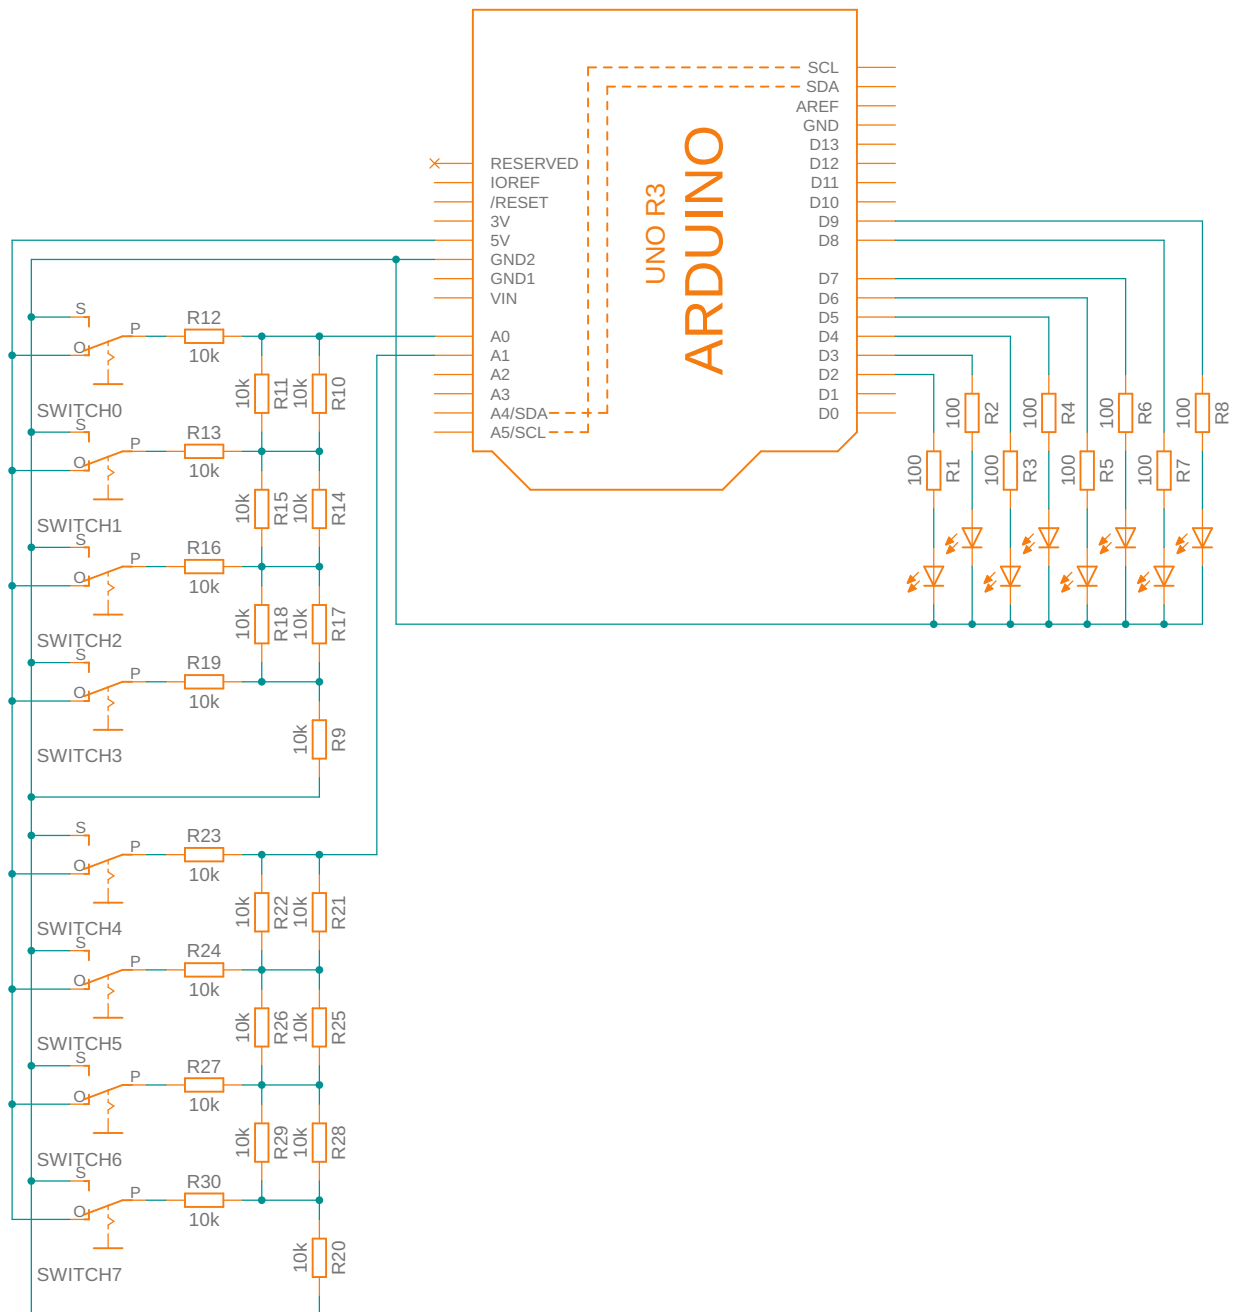 SCL
SDA
AREF
GND
D13
RESERVED
D12
IOREF
D11
/RESET
D10
3V
D9
5V
D8
GND2
GND1
D7
VIN
D6
D5
A0
D4
A1
D3
A2
D2
A3
D1
A4/SDA
D0
A5/SCL
UNO R3
ARDUINO
S
P
O
R12
10k
SWITCH0
10k
R11
10k
R10
S
P
O
R13
10k
SWITCH1
10k
R15
10k
R14
S
P
O
R16
10k
SWITCH2
10k
R18
10k
R17
S
P
O
R19
10k
SWITCH3
10k
R9
S
P
O
R23
10k
SWITCH4
10k
R22
10k
R21
S
P
O
R24
10k
SWITCH5
10k
R26
10k
R25
S
P
O
R27
10k
SWITCH6
10k
R29
10k
R28
S
P
O
R30
10k
SWITCH7
10k
R20
100
R2
100
R4
100
R6
100
R8
100
R1
100
R3
100
R5
100
R7